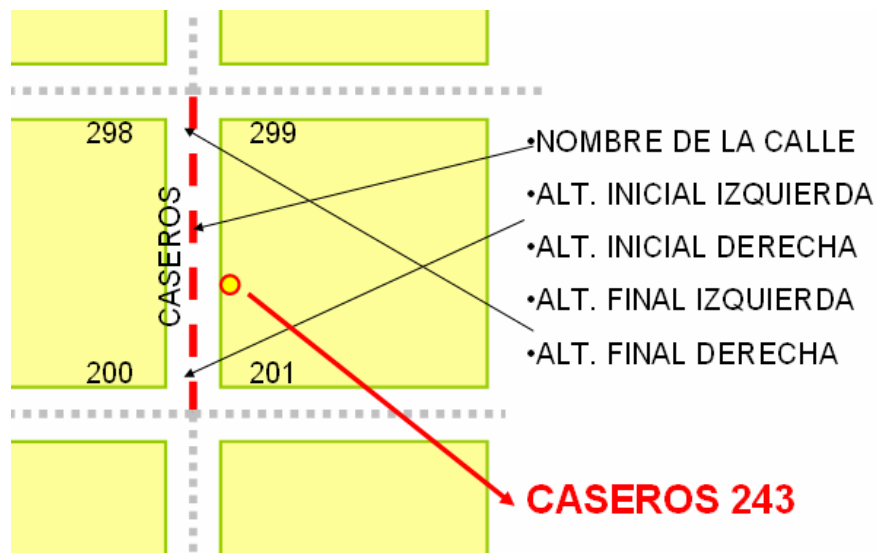 298
299
CASEROS
200
201
•NOMBRE DE LA CALLE
•ALT. INICIAL IZQUIERDA
•ALT. INICIAL DERECHA
•ALT. FINAL IZQUIERDA
•ALT. FINAL DERECHA
CASEROS 243